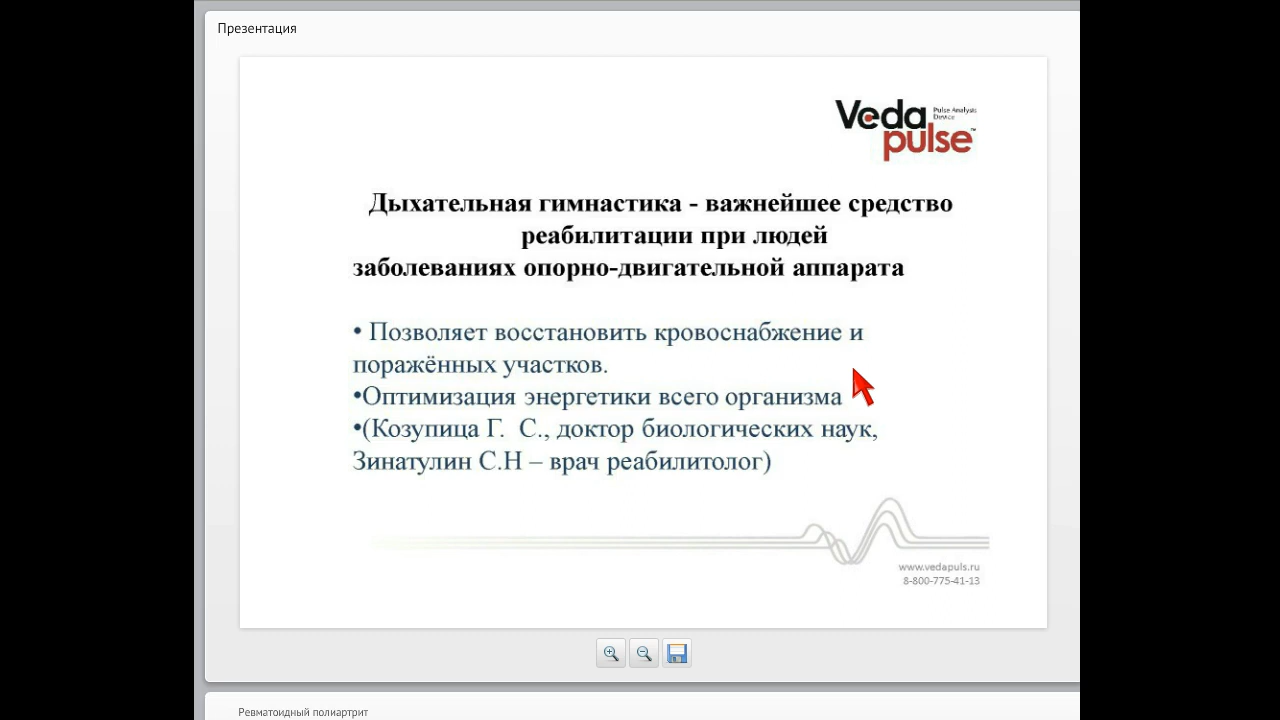 Презентация
Veda Pulse Analysis
Device
pulse™
Дыхательная гимнастика - важнейшее средство
реабилитации при людей
заболеваниях опорно-двигательной аппарата
• Позволяет восстановить кровоснабжение и
поражённых участков.
•Оптимизация энергетики всего организма
•(Козупица Г. С., доктор биологических наук,
Зинатулин С.Н – врач реабилитолог)
www.vedapuls.ru
8-800-775-41-13
Ревматоидный полиартрит